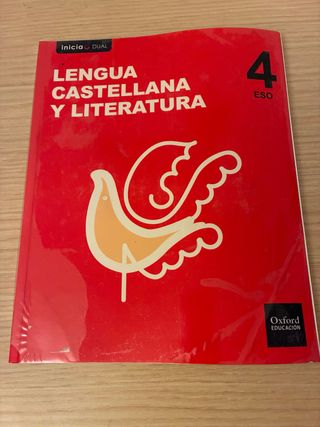 inicia DUAL
LENGUA
CASTELLANA
Y LITERATURA
4
ESO
Oxford
EDUCACIÓN